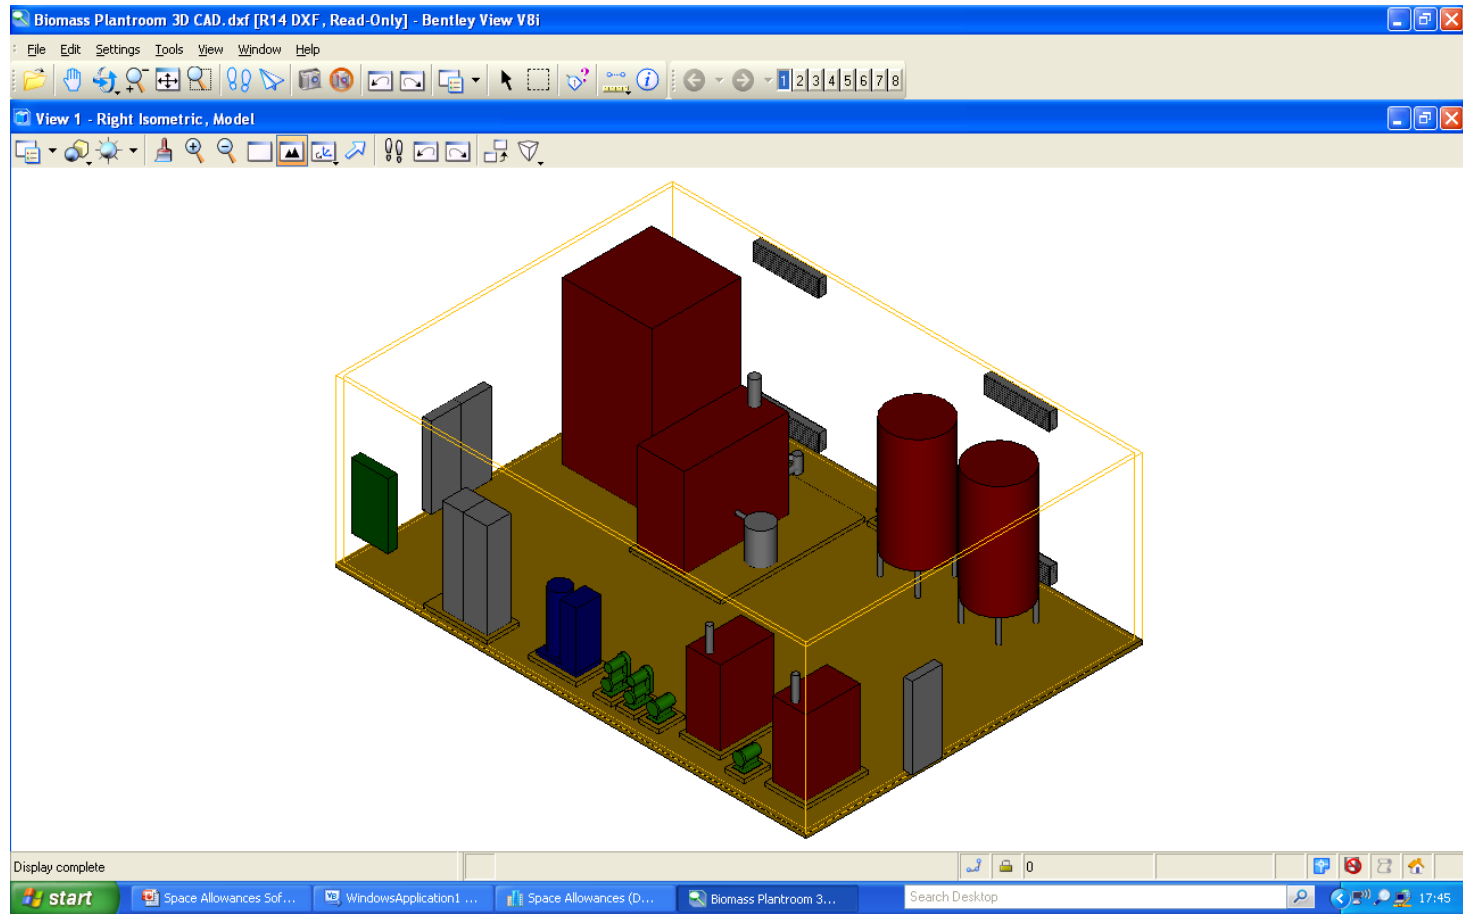 Biomass Plantroom 3D CAD.dxf [R14 DXF, Read-Only] - Bentley View V8i
File Edit Settings Tools View Window Help
1 2 3 4 5 6 7 8
View 1 - Right Isometric, Model
Display complete
0
start
Space Allowances Sof...
WindowsApplication1 ...
Space Allowances (D...
Biomass Plantroom 3...
Search Desktop
17:45